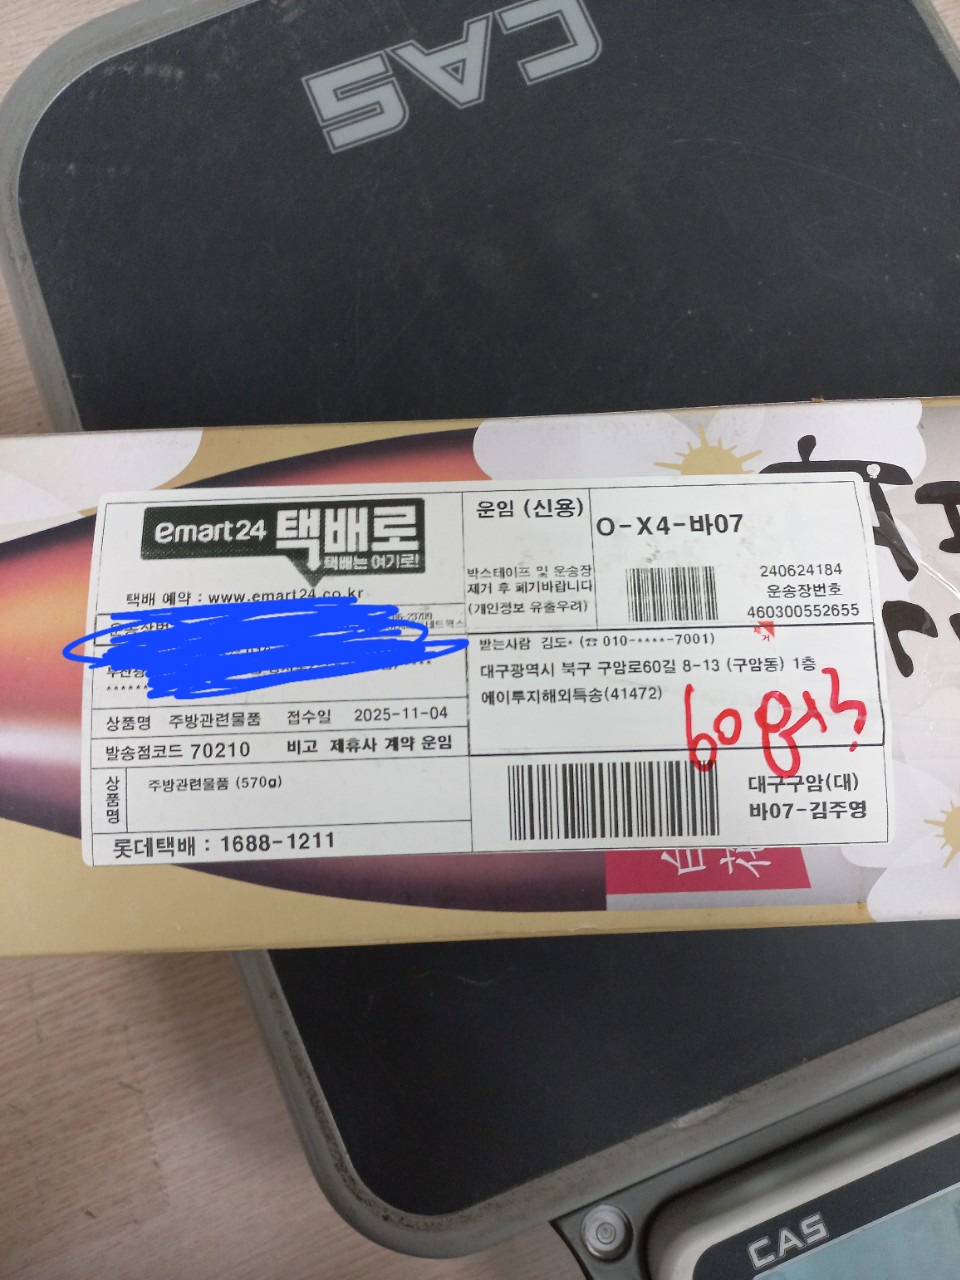 CAS
emart24 택배로
택배는 여기로!
택배 예약 : www.emart24.co.kr
상품명 주방관련물품 접수일 2025-11-04
발송점코드 70210 비고 제휴사 계약 운임
상품명
주방관련물품 (570g)
롯데택배 : 1688-1211
운임 (신용)
O-X4-바07
박스테이프 및 운송장
제거 후 폐기바랍니다
(개인정보 유출우려)
240624184
운송장번호
460300552655
받는사람 김도* (☎ 010-****-7001)
대구광역시 북구 구암로60길 8-13 (구암동) 1층
에이투지해외득송(41472)
대구구암(대)
바07-김주영
CAS